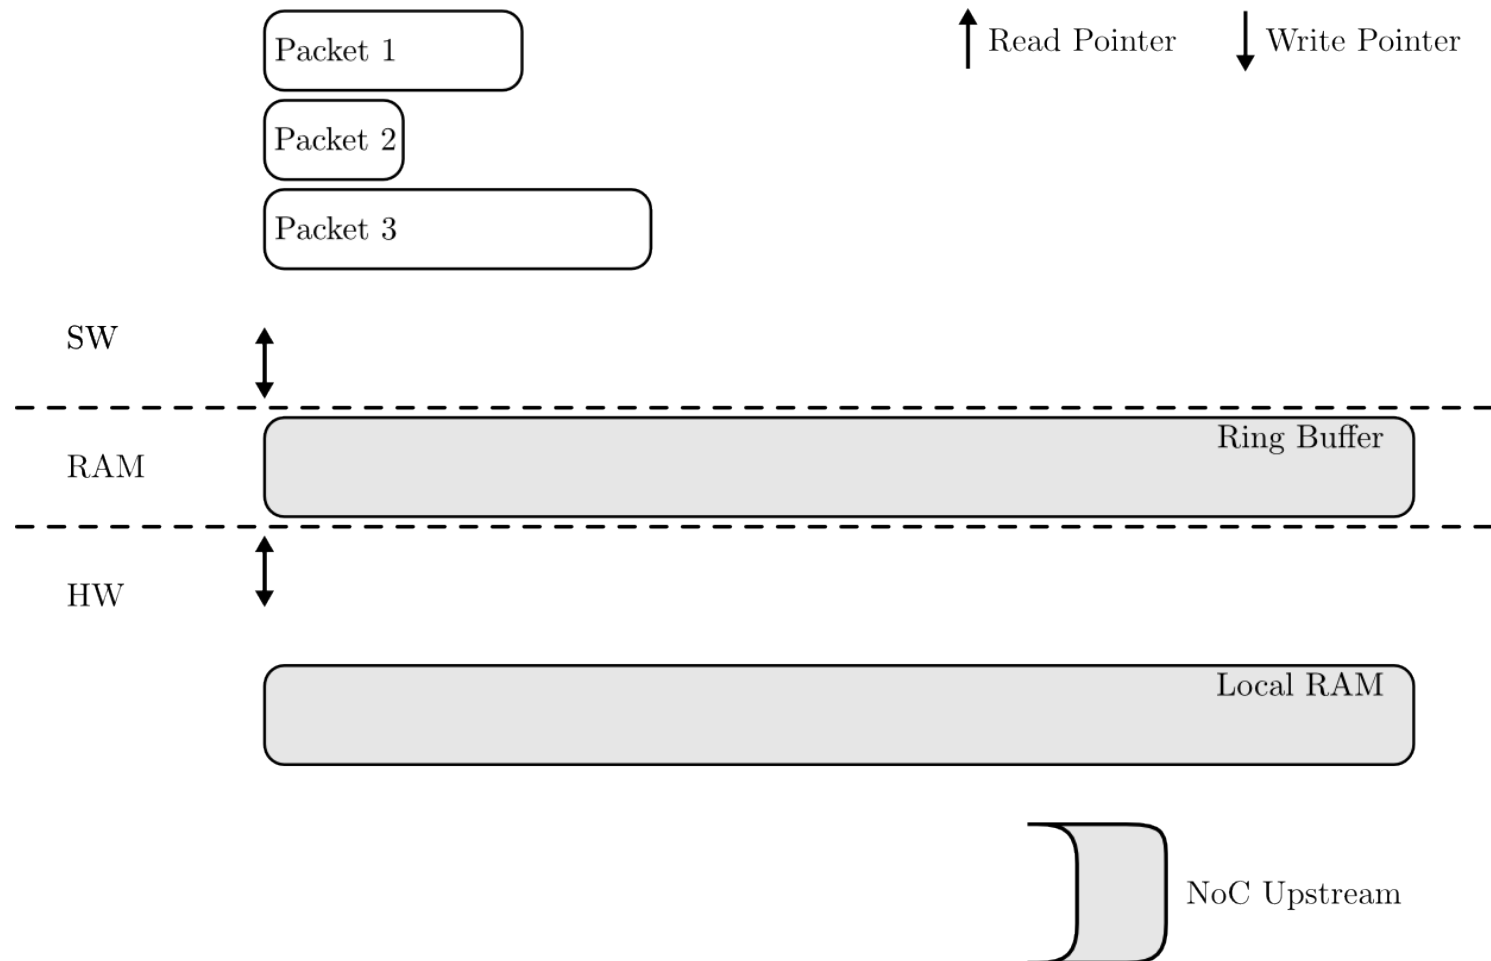 Packet 1
Read Pointer
Write Pointer
Packet 2
Packet 3
SW
Ring Buffer
RAM
HW
Local RAM
NoC Upstream